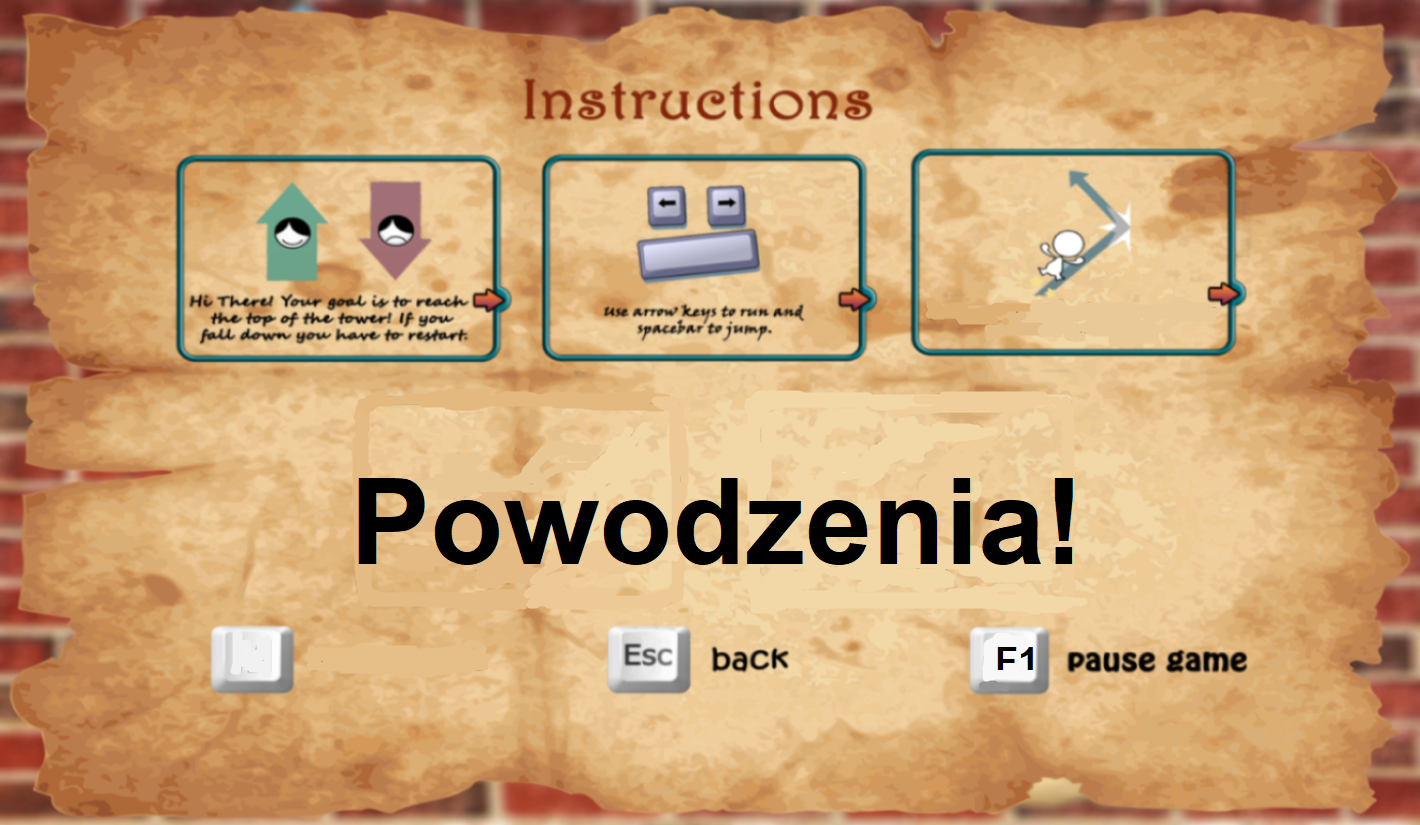 Instructions
Hi There! Your goal is to reach
the top of the tower! If you
fall down you have to restart.
Use arrow keys to run and
spacebar to jump.
Powodzenia!
Esc back
F1 pause game